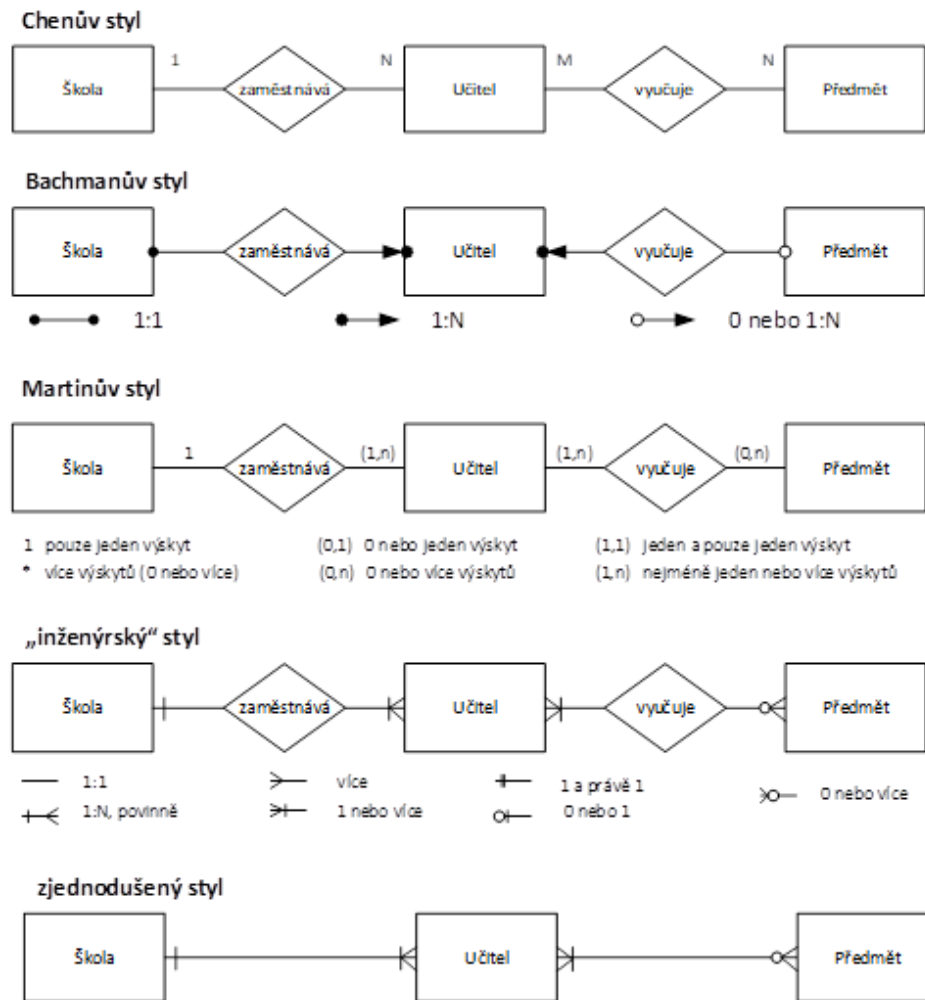 Chenův styl
Škola 1 zaměstnává N Učitel M vyučuje N Předmět
Bachmanův styl
Škola zaměstnává Učitel vyučuje Předmět
1:1 1:N 0 nebo 1:N
Martinův styl
Škola 1 zaměstnává (1,n) Učitel (1,n) vyučuje (0,n) Předmět
1 pouze jeden výskyt (0,1) 0 nebo jeden výskyt (1,1) jeden a pouze jeden výskyt
* více výskytů (0 nebo více) (0,n) 0 nebo více výskytů (1,n) nejméně jeden nebo více výskytů
„inženýrský“ styl
Škola zaměstnává Učitel vyučuje Předmět
1:1 více 1 a právě 1 0 nebo více
1:N, povinně 1 nebo více 0 nebo 1
zjednodušený styl
Škola Učitel Předmět